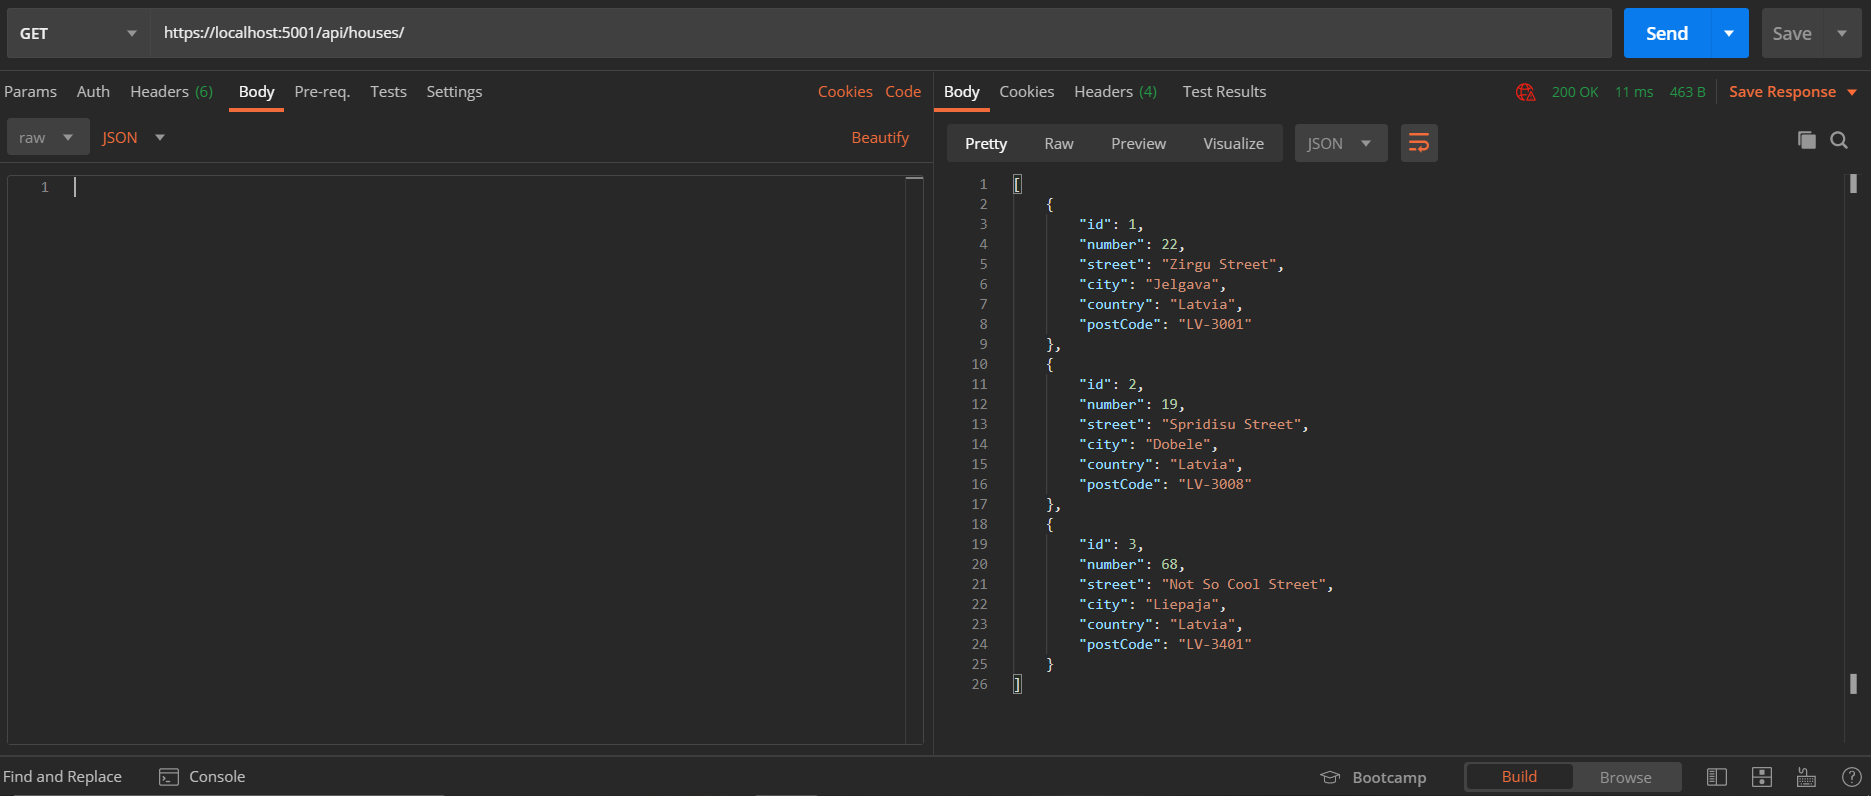 GET https://localhost:5001/api/houses/ Send Save
Params Auth Headers (6) Body Pre-req. Tests Settings Cookies Code
raw JSON Beautify
1
Body Cookies Headers (4) Test Results 200 OK 11 ms 463 B Save Response
Pretty Raw Preview Visualize JSON
1 [
2 {
3 "id": 1,
4 "number": 22,
5 "street": "Zirgu Street",
6 "city": "Jelgava",
7 "country": "Latvia",
8 "postCode": "LV-3001"
9 },
10 {
11 "id": 2,
12 "number": 19,
13 "street": "Spridisu Street",
14 "city": "Dobele",
15 "country": "Latvia",
16 "postCode": "LV-3008"
17 },
18 {
19 "id": 3,
20 "number": 68,
21 "street": "Not So Cool Street",
22 "city": "Liepaja",
23 "country": "Latvia",
24 "postCode": "LV-3401"
25 }
26 ]
Find and Replace Console Bootcamp Build Browse